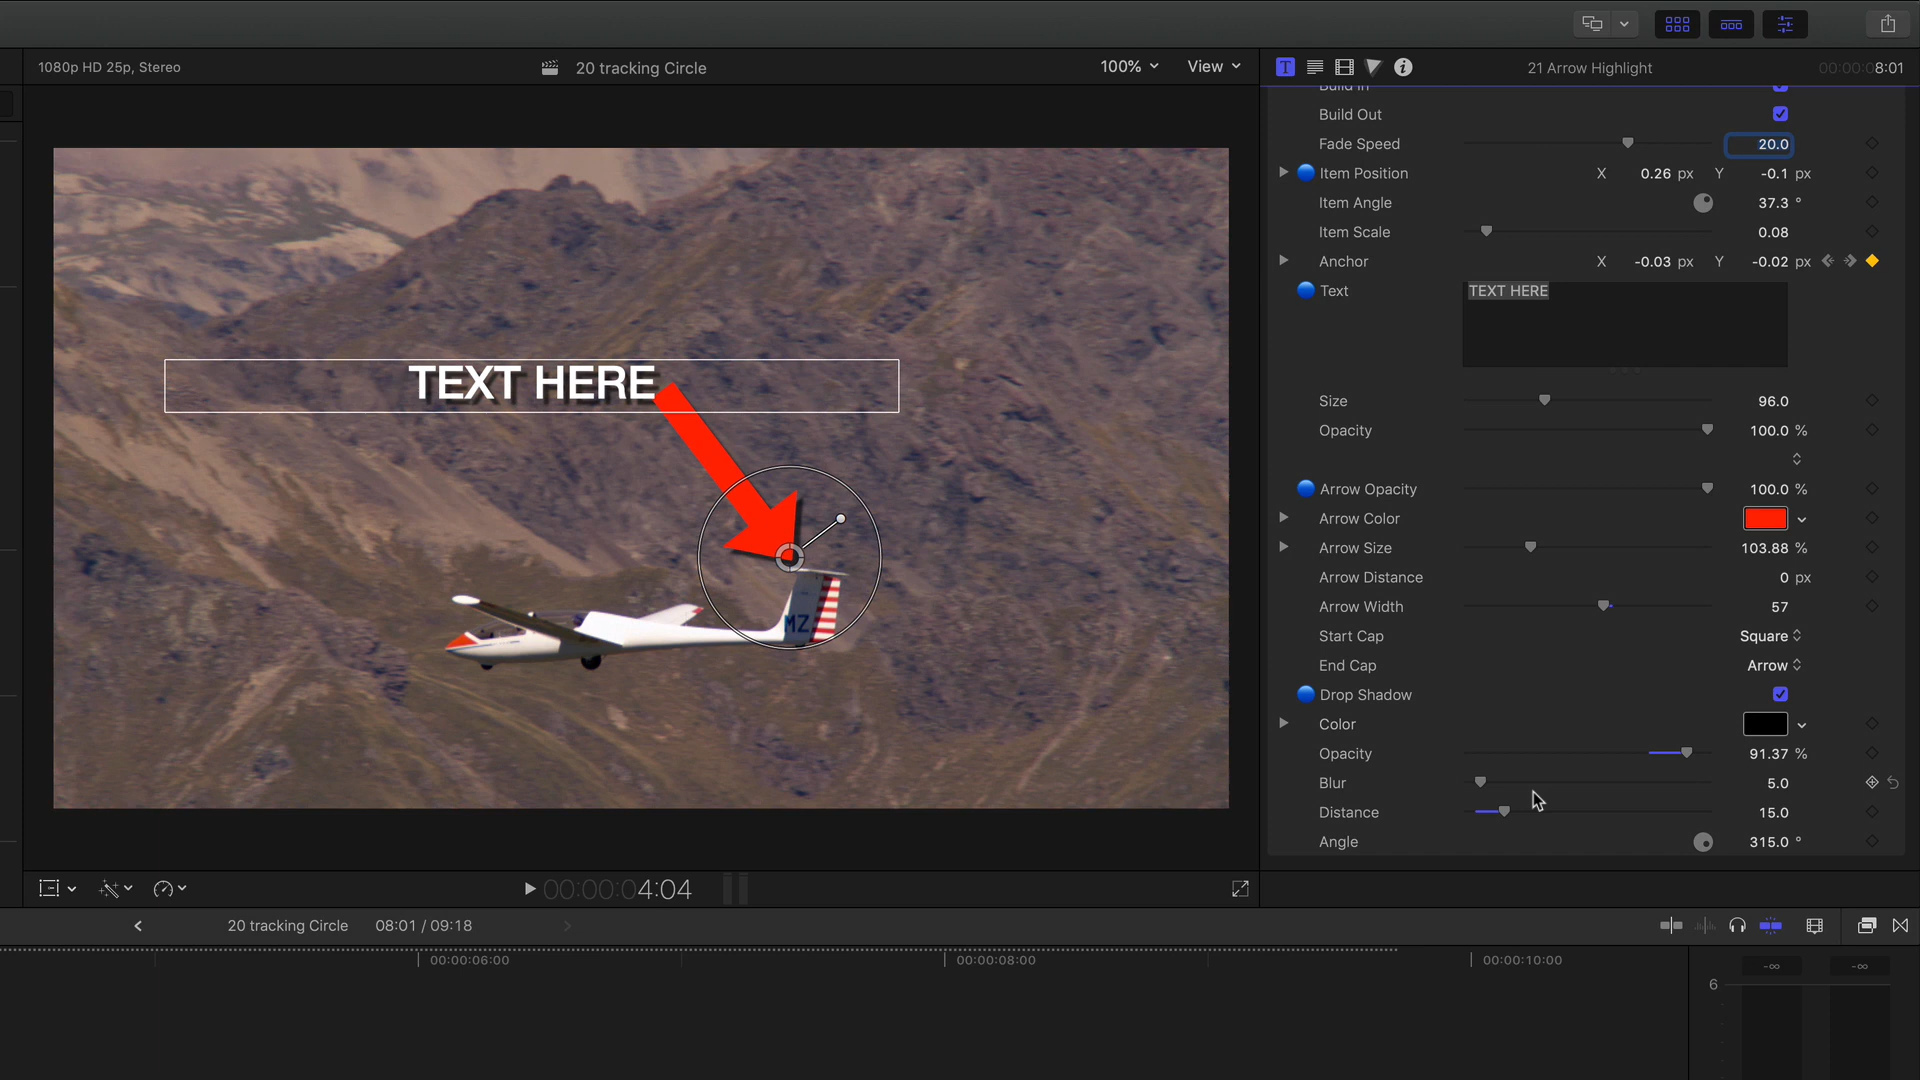 1080p HD 25p, Stereo
20 tracking Circle
100%
View
T
21 Arrow Highlight
00:00:08:01
Build In
Build Out
Fade Speed 20.0
Item Position X 0.26 px Y -0.1 px
Item Angle 37.3 °
Item Scale 0.08
Anchor X -0.03 px Y -0.02 px
Text TEXT HERE
Size 96.0
Opacity 100.0 %
Arrow Opacity 100.0 %
Arrow Color
Arrow Size 103.88 %
Arrow Distance 0 px
Arrow Width 57
Start Cap Square
End Cap Arrow
Drop Shadow
Color
Opacity 91.37 %
Blur 5.0
Distance 15.0
Angle 315.0 °
TEXT HERE
MZ
00:00:04:04
20 tracking Circle 08:01 / 09:18
00:00:06:00
00:00:08:00
00:00:10:00
-∞ -∞
6